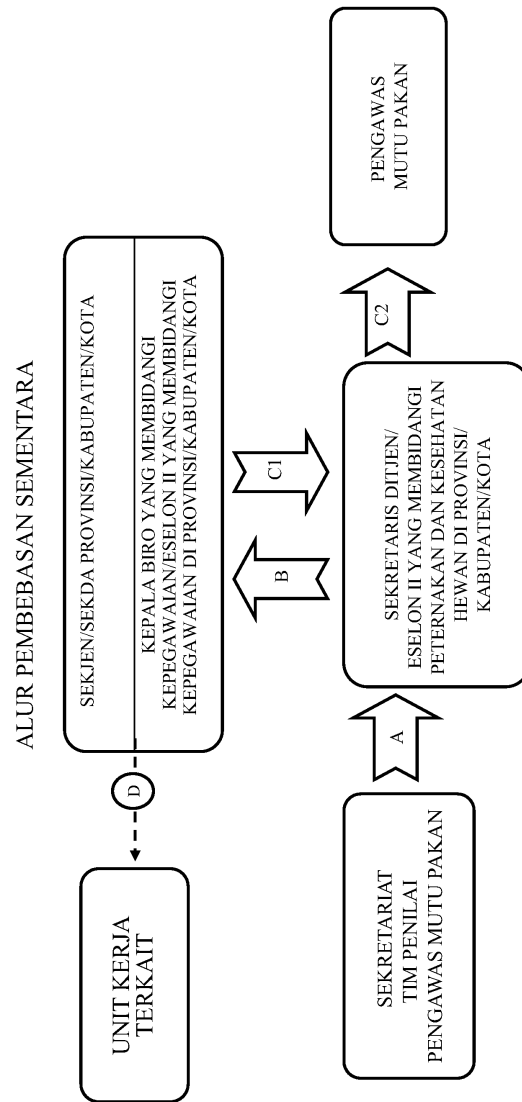 ALUR PEMBEBASAN SEMENTARA
UNIT KERJA
TERKAIT
D
SEKJEN/SEKDA PROVINSI/KABUPATEN/KOTA
KEPALA BIRO YANG MEMBIDANGI
KEPEGAWAIAN/ESELON II YANG MEMBIDANGI
KEPEGAWAIAN DI PROVINSI/KABUPATEN/KOTA
B
C1
SEKRETARIAT
TIM PENILAI
PENGAWAS MUTU PAKAN
A
SEKRETARIS DITJEN/
ESELON II YANG MEMBIDANGI
PETERNAKAN DAN KESEHATAN
HEWAN DI PROVINSI/
KABUPATEN/KOTA
C2
PENGAWAS
MUTU PAKAN